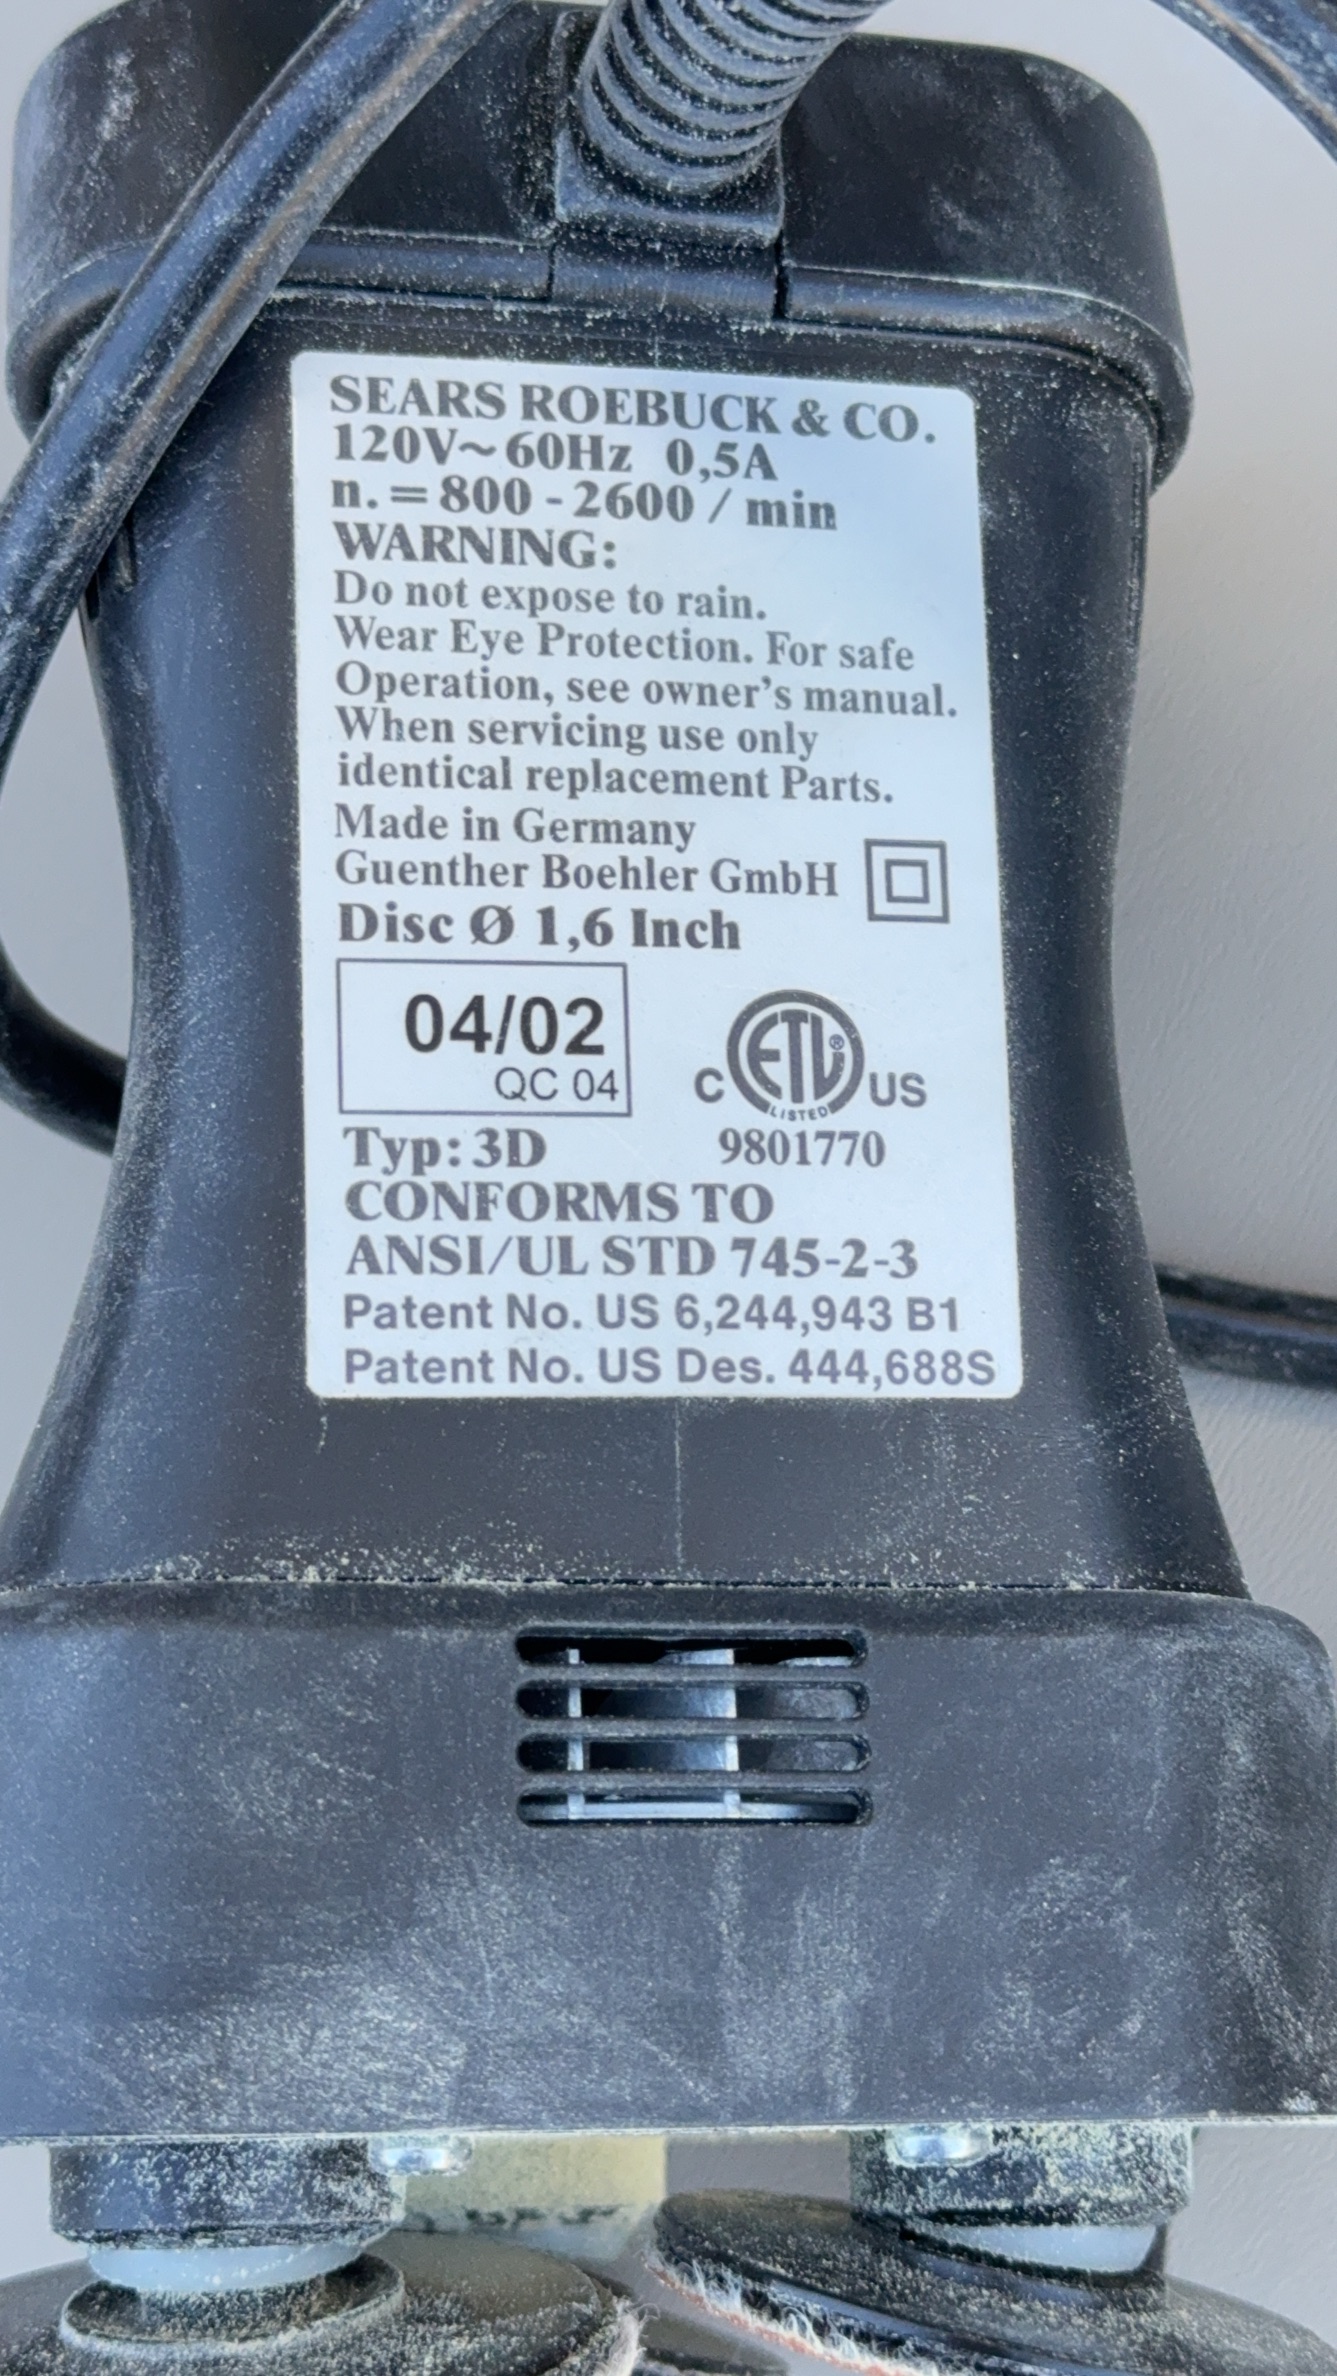 SEARS ROEBUCK & CO.
120V~ 60Hz 0,5A
n. = 800 - 2600 / min
WARNING:
Do not expose to rain.
Wear Eye Protection. For safe
Operation, see owner's manual.
When servicing use only
identical replacement Parts.
Made in Germany
Guenther Boehler GmbH
Disc Ø 1,6 Inch
04/02
QC 04
C ETL ® US
LISTED
Typ: 3D
9801770
CONFORMS TO
ANSI/UL STD 745-2-3
Patent No. US 6,244,943 B1
Patent No. US Des. 444,688S